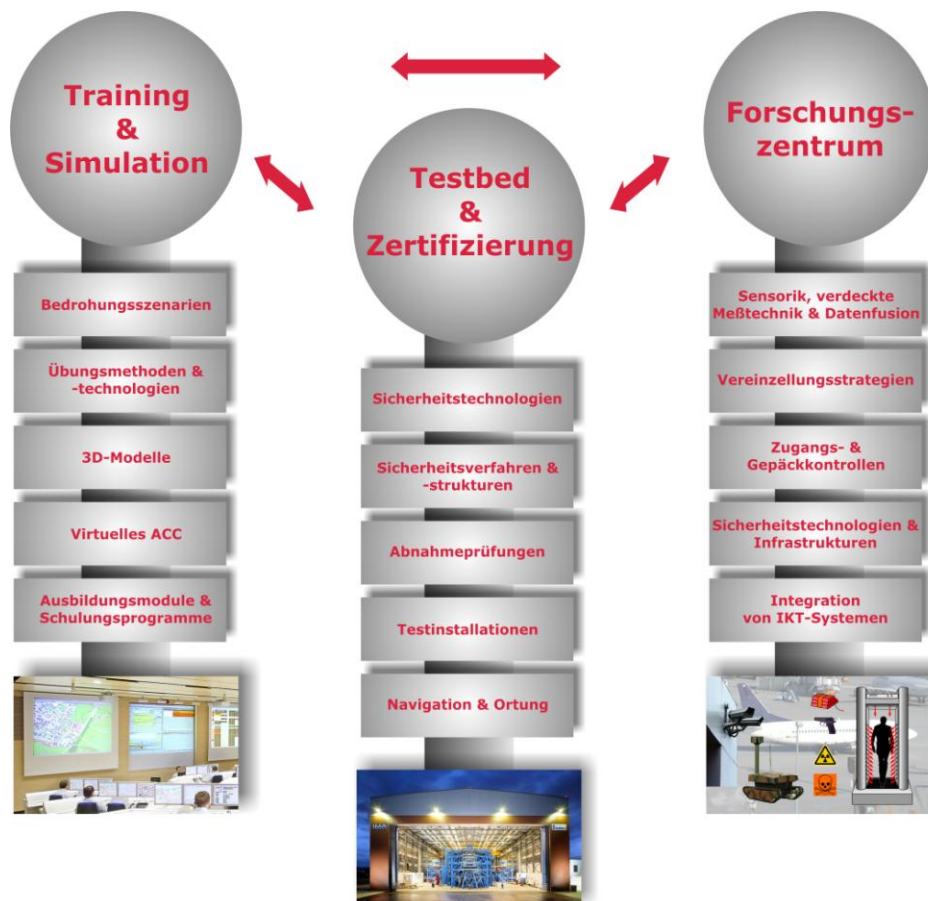 Training
&
Simulation
Bedrohungsszenarien
Übungsmethoden &
-technologien
3D-Modelle
Virtuelles ACC
Ausbildungsmodule &
Schulungsprogramme
Testbed
&
Zertifizierung
Sicherheitstechnologien
Sicherheitsverfahren &
-strukturen
Abnahmeprüfungen
Testinstallationen
Navigation & Ortung
Forschungs-
zentrum
Sensorik, verdeckte
Meßtechnik & Datenfusion
Vereinzellungsstrategien
Zugangs- &
Gepäckkontrollen
Sicherheitstechnologien &
Infrastrukturen
Integration
von IKT-Systemen